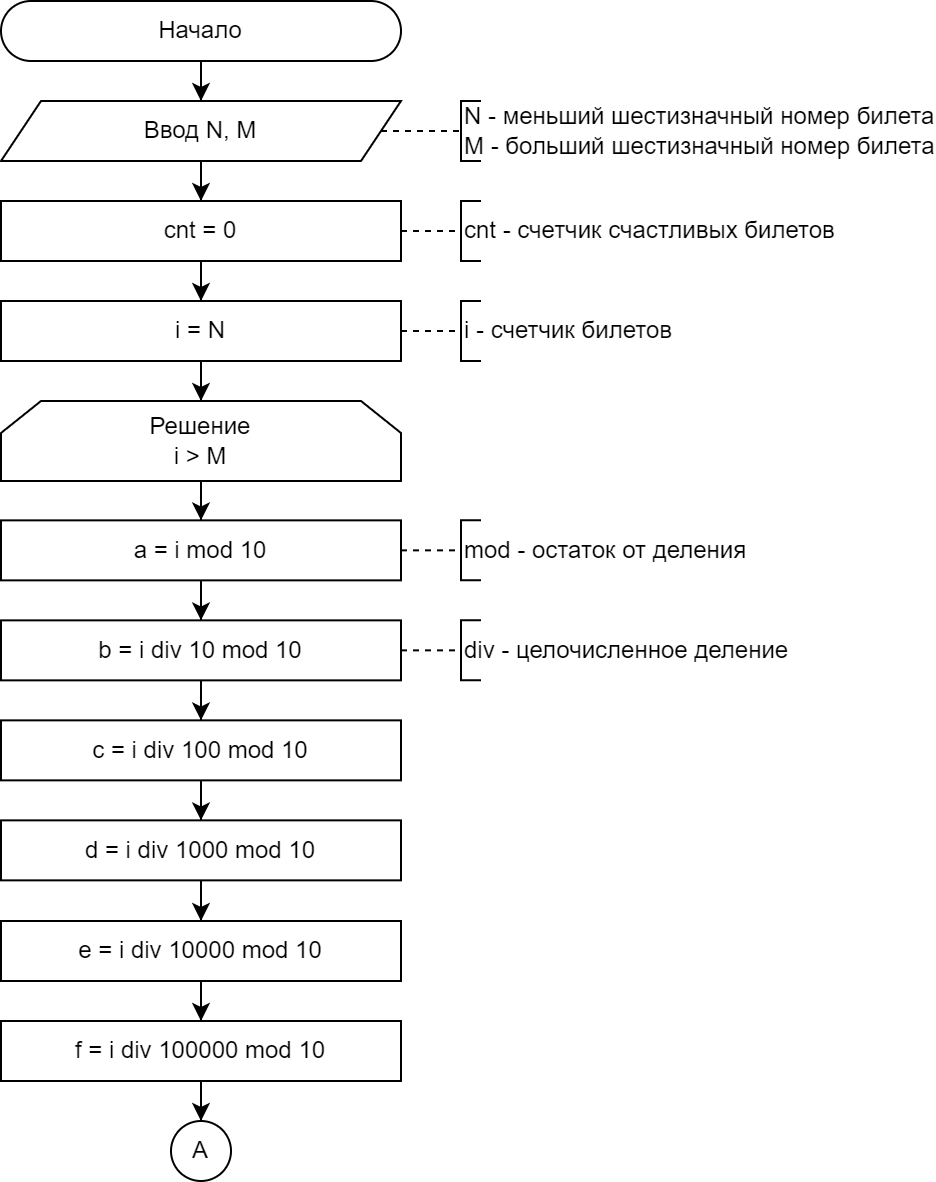 Начало
Ввод N, M
N - меньший шестизначный номер билета
M - больший шестизначный номер билета
cnt = 0
cnt - счетчик счастливых билетов
i = N
i - счетчик билетов
Решение
i > M
a = i mod 10
mod - остаток от деления
b = i div 10 mod 10
div - целочисленное деление
c = i div 100 mod 10
d = i div 1000 mod 10
e = i div 10000 mod 10
f = i div 100000 mod 10
A